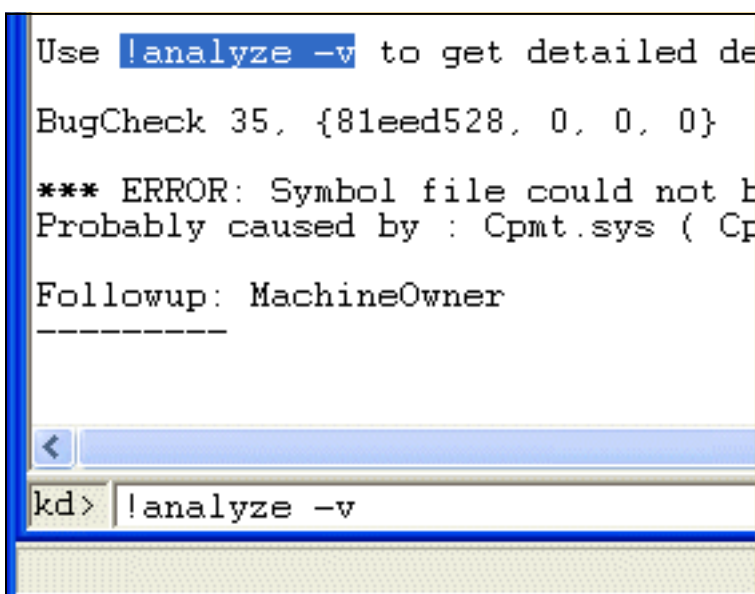 Use !analyze -v to get detailed de
BugCheck 35, {81eed528, 0, 0, 0}
*** ERROR: Symbol file could not b
Probably caused by : Cpmt.sys ( Cp
Followup: MachineOwner
---------
kd> !analyze -v